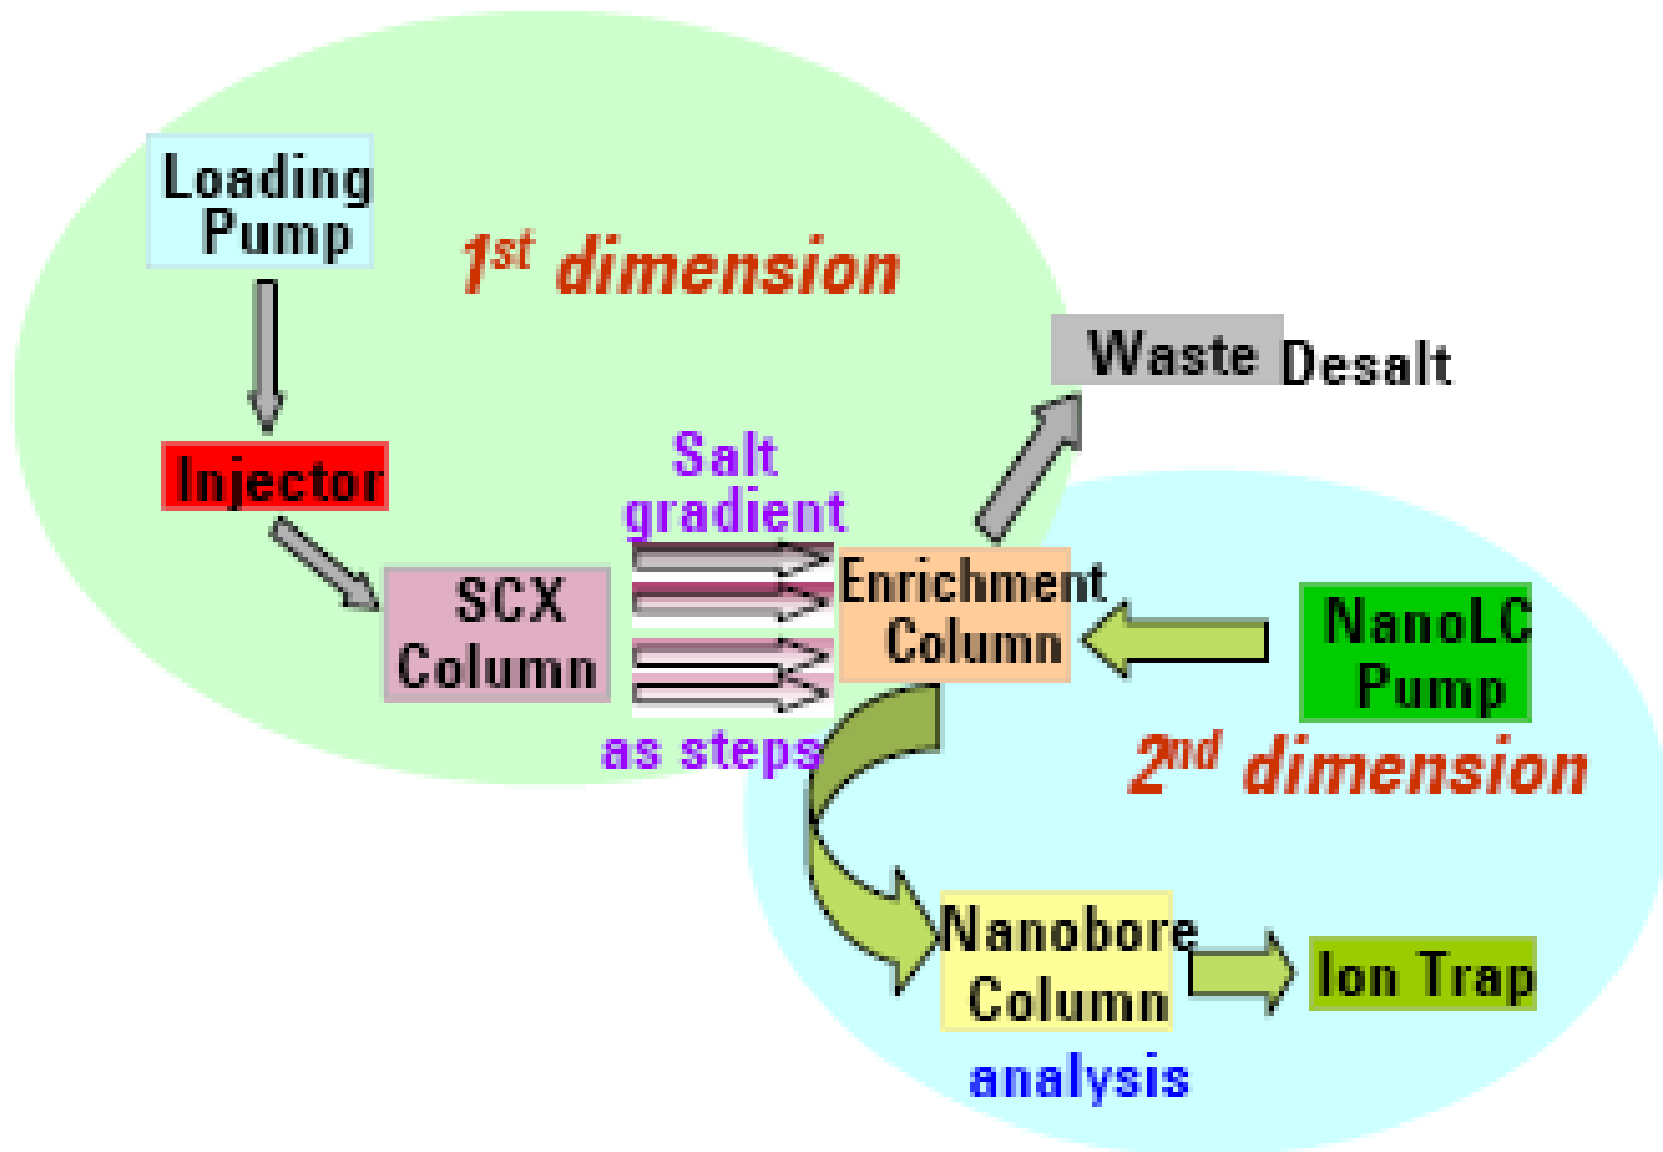 Loading
Pump
1st dimension
Waste
Desalt
Injector
Salt
gradient
SCX
Column
Enrichment
Column
NanoLC
Pump
as steps
2nd dimension
Nanobore
Column
Ion Trap
analysis